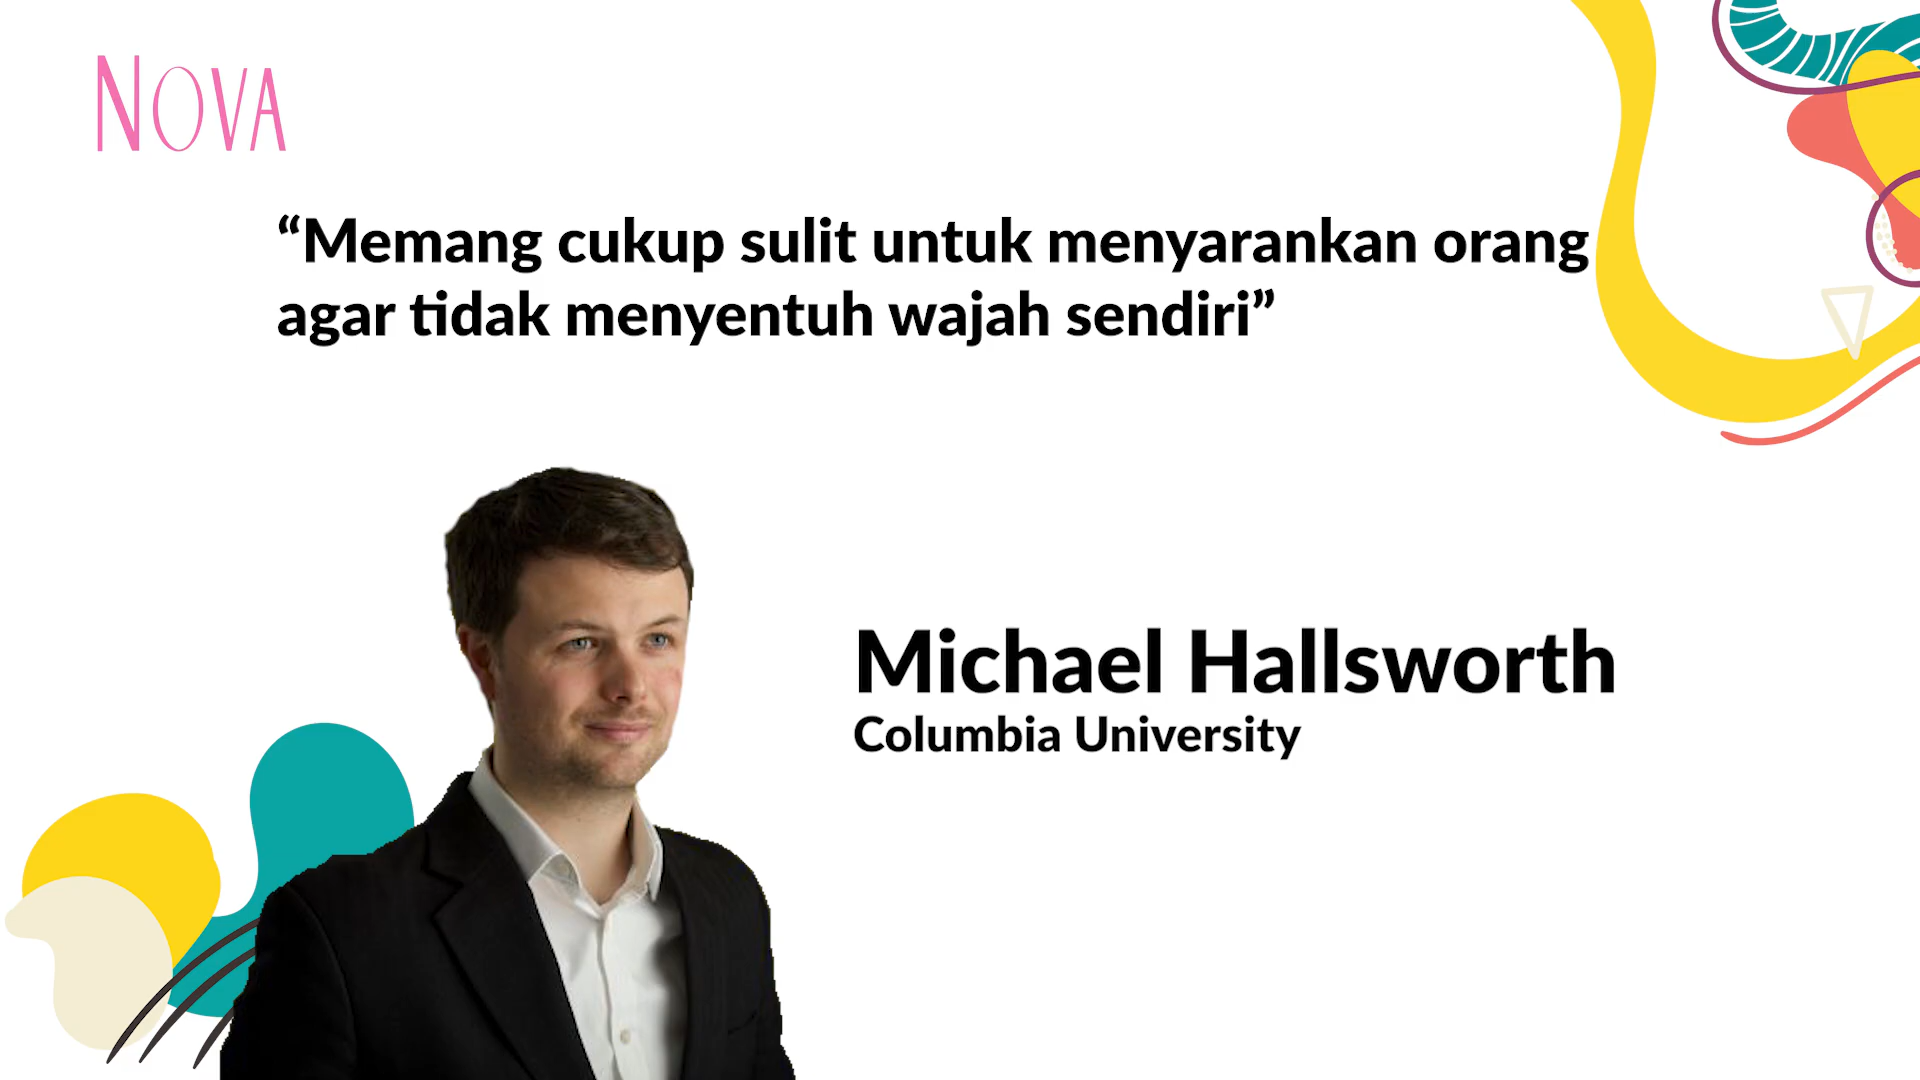 NOVA
“Memang cukup sulit untuk menyarankan orang
agar tidak menyentuh wajah sendiri”
Michael Hallsworth
Columbia University